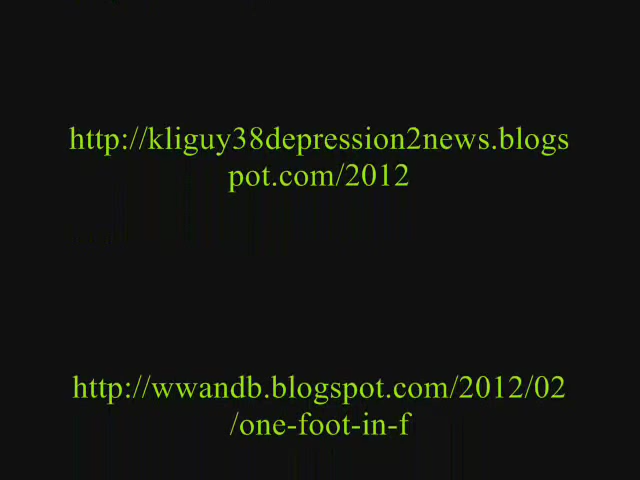 http://kliguy38depression2news.blogs
pot.com/2012
http://wwandb.blogspot.com/2012/02
/one-foot-in-f